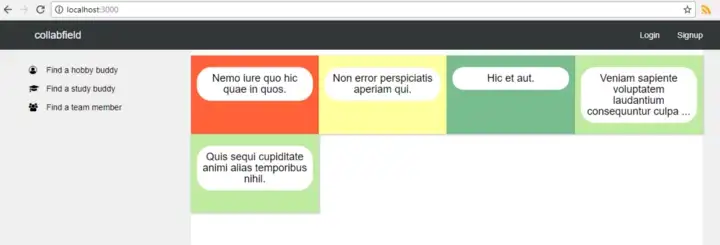 localhost:3000
collabfield
Login
Signup
Find a hobby buddy
Find a study buddy
Find a team member
Nemo iure quo hic
quae in quos.
Non error perspiciatis
aperiam qui.
Hic et aut.
Veniam sapiente
voluptatem
laudantium
consequuntur culpa ...
Quis sequi cupiditate
animi alias temporibus
nihil.